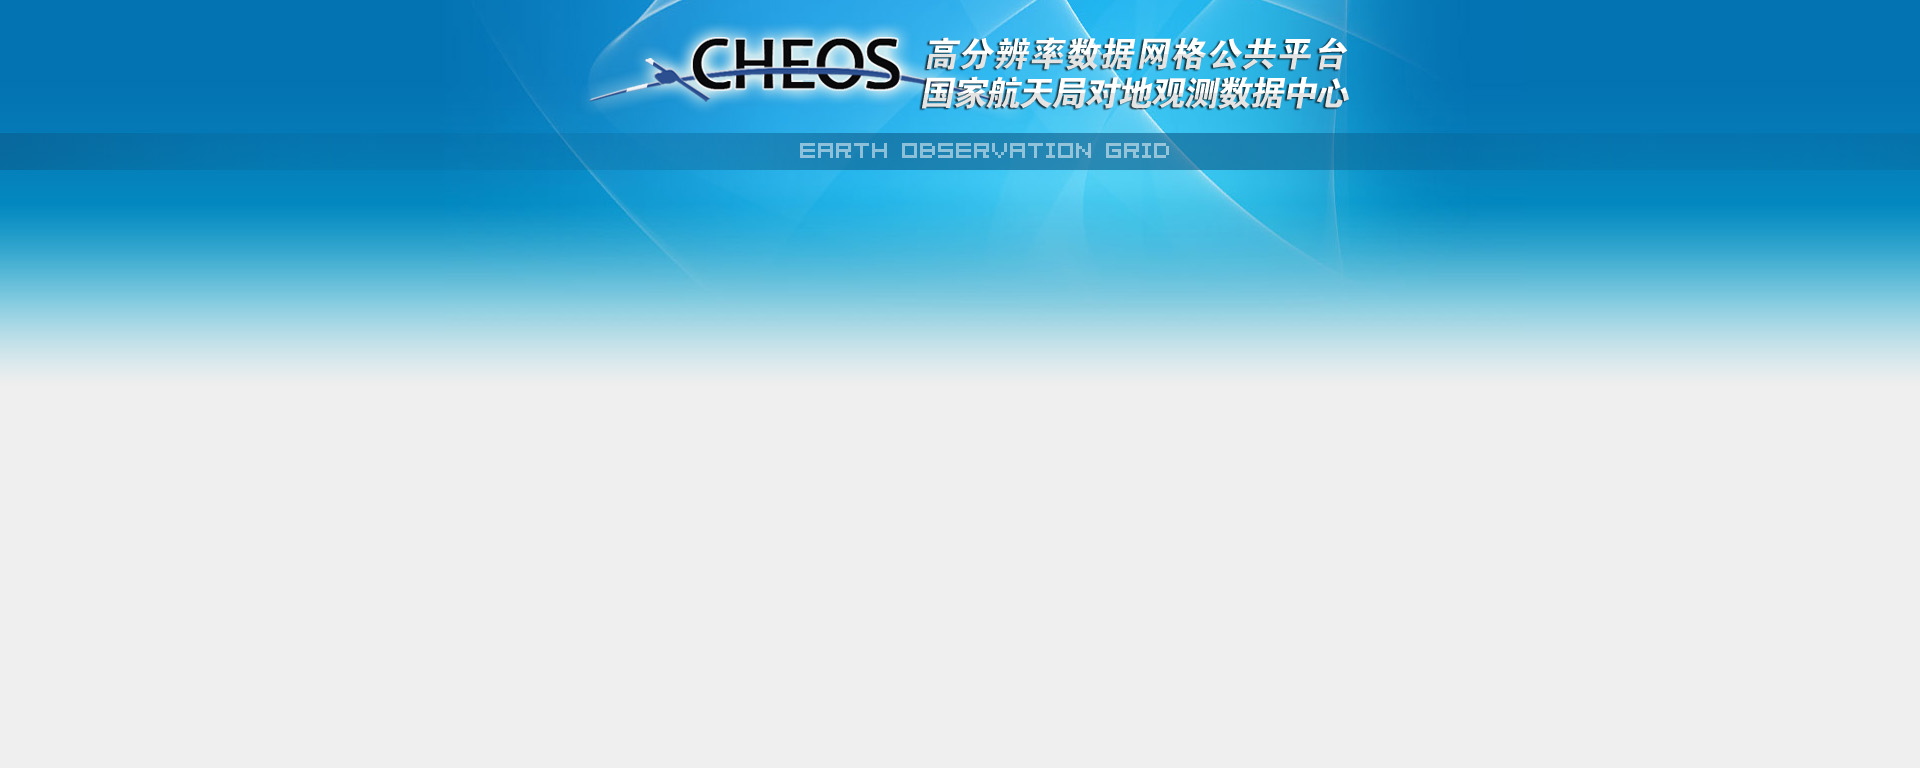 CHEOS
高分辨率数据网格公共平台
国家航天局对地观测数据中心
EARTH OBSERVATION GRID